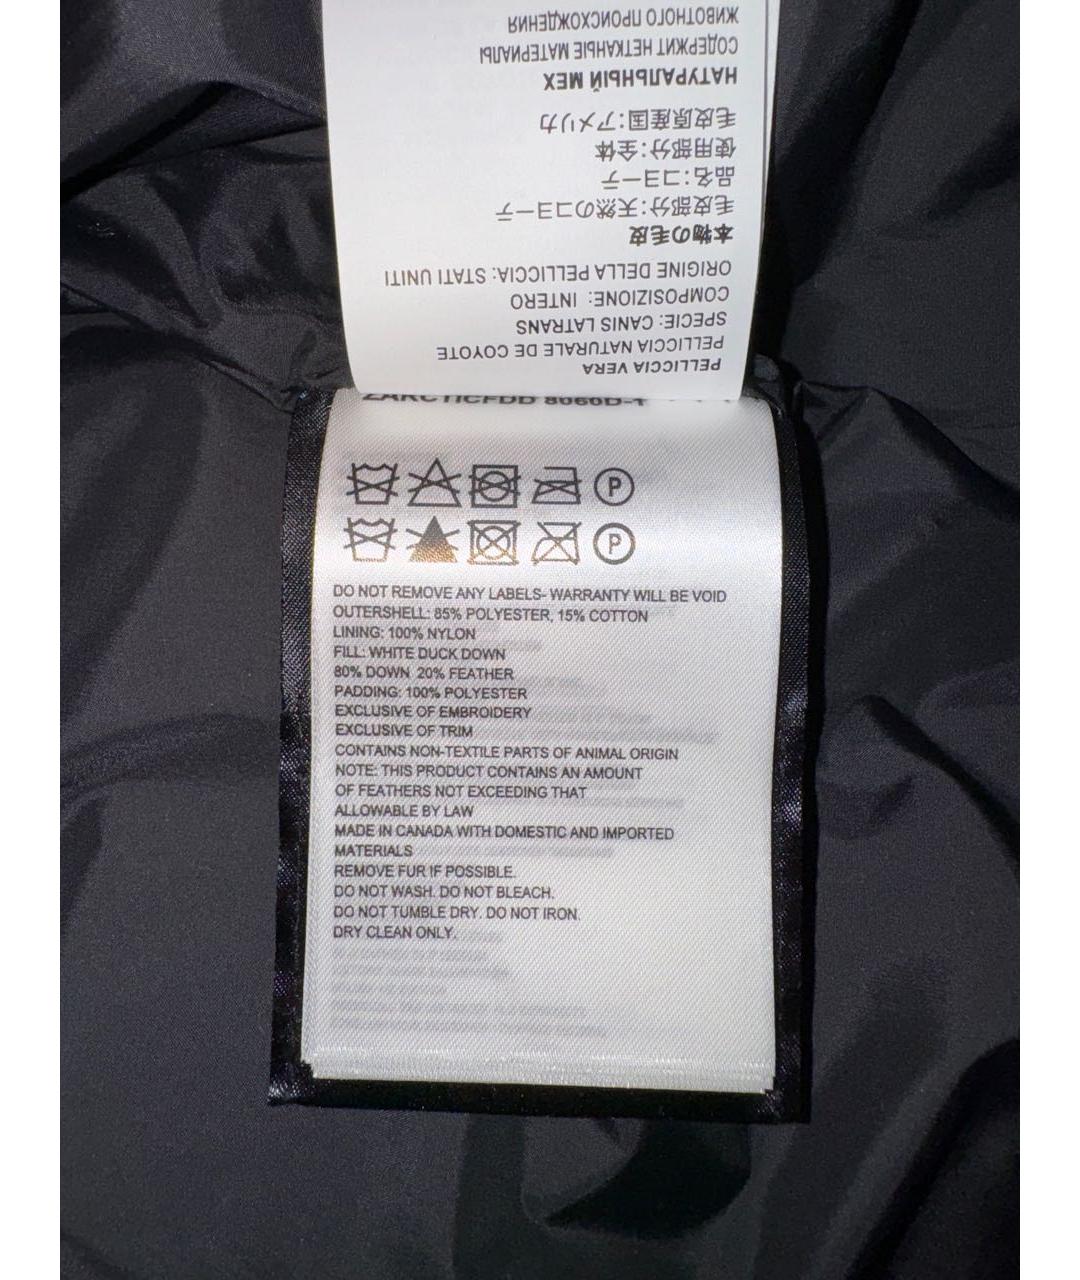 PELLICCIA VERA
PELLICCIA NATURALE DE COYOTE
SPECIE: CANIS LATRANS
COMPOSIZIONE: INTERO
ORIGINE DELLA PELLICCIA: STATI UNITI
本物の毛皮
毛皮部分:天然のコヨーテ
品名:コヨーテ
使用部分:全体
毛皮原産国:アメリカ
НАТУРАЛЬНЫЙ МЕХ
СОДЕРЖИТ НЕТКАНЫЕ МАТЕРИАЛЫ
ЖИВОТНОГО ПРОИСХОЖДЕНИЯ
ZARCTICFDD
P
P
DO NOT REMOVE ANY LABELS- WARRANTY WILL BE VOID
OUTERSHELL: 85% POLYESTER, 15% COTTON
LINING: 100% NYLON
FILL: WHITE DUCK DOWN
80% DOWN 20% FEATHER
PADDING: 100% POLYESTER
EXCLUSIVE OF EMBROIDERY
EXCLUSIVE OF TRIM
CONTAINS NON-TEXTILE PARTS OF ANIMAL ORIGIN
NOTE: THIS PRODUCT CONTAINS AN AMOUNT
OF FEATHERS NOT EXCEEDING THAT
ALLOWABLE BY LAW
MADE IN CANADA WITH DOMESTIC AND IMPORTED
MATERIALS
REMOVE FUR IF POSSIBLE.
DO NOT WASH. DO NOT BLEACH.
DO NOT TUMBLE DRY. DO NOT IRON.
DRY CLEAN ONLY.